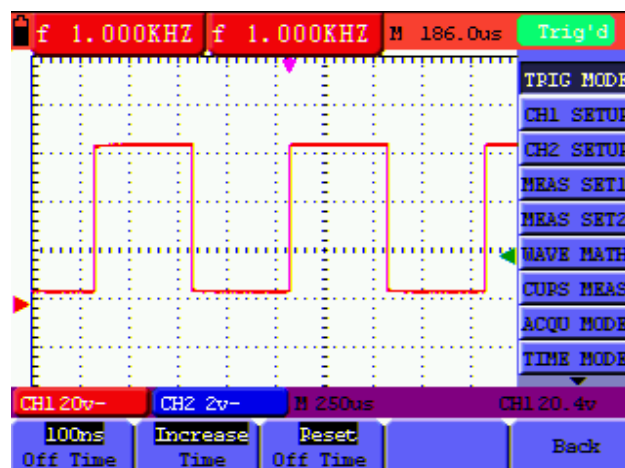 f 1.000KHZ f 1.000KHZ M 186.0us Trig'd
TRIG MODE
CH1 SETUP
CH2 SETUP
MEAS SET1
MEAS SET2
WAVE MATH
CURS MEAS
ACQU MODE
TIME MODE
CH1 20v- CH2 2v- M 250us CH1 20.4v
100ns Increase Reset
Off Time Time Off Time Back